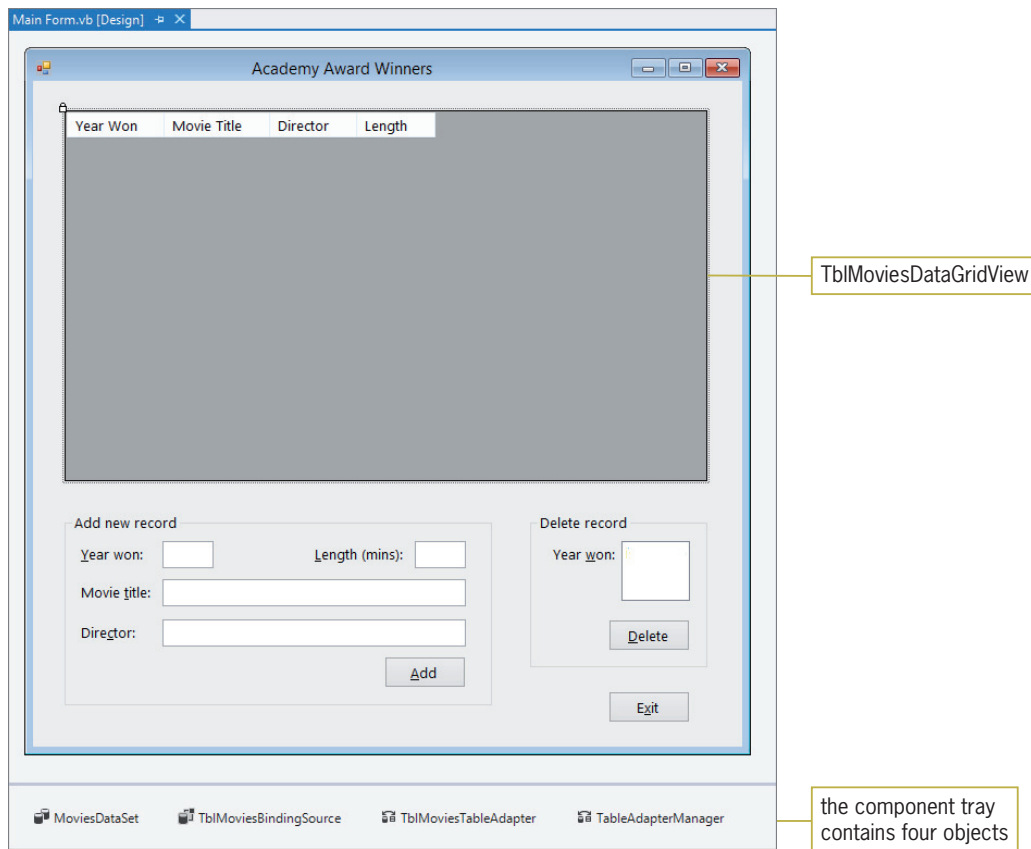 Main Form.vb [Design]
Academy Award Winners
Year Won Movie Title Director Length
TblMoviesDataGridView
Add new record
Year won: Length (mins):
Movie title:
Director:
Add
Delete record
Year won:
Delete
Exit
MoviesDataSet TblMoviesBindingSource TblMoviesTableAdapter TableAdapterManager
the component tray
contains four objects